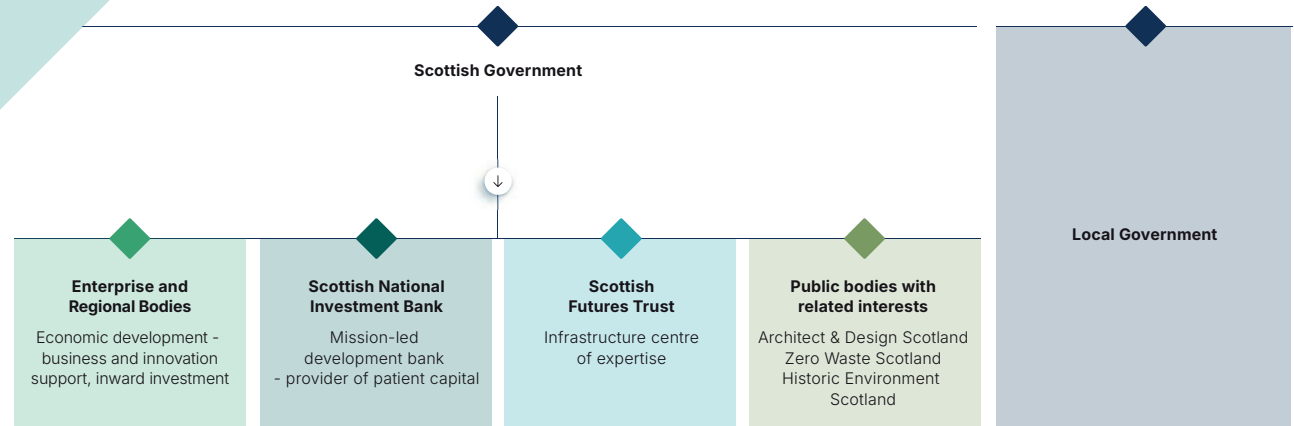 Scottish Government
Local Government
Enterprise and
Regional Bodies
Economic development -
business and innovation
support, inward investment
Scottish National
Investment Bank
Mission-led
development bank
- provider of patient capital
Scottish
Futures Trust
Infrastructure centre
of expertise
Public bodies with
related interests
Architect & Design Scotland
Zero Waste Scotland
Historic Environment
Scotland